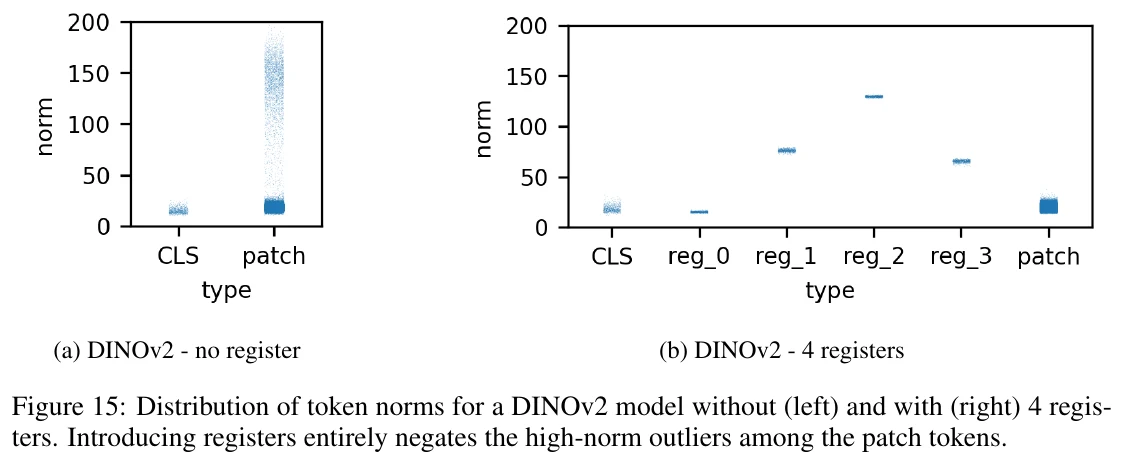 200
150
100
50
0
norm
CLS patch
type
(a) DINOv2 - no register
200
150
100
50
0
norm
CLS reg_0 reg_1 reg_2 reg_3 patch
type
(b) DINOv2 - 4 registers
Figure 15: Distribution of token norms for a DINOv2 model without (left) and with (right) 4 regis-
ters. Introducing registers entirely negates the high-norm outliers among the patch tokens.